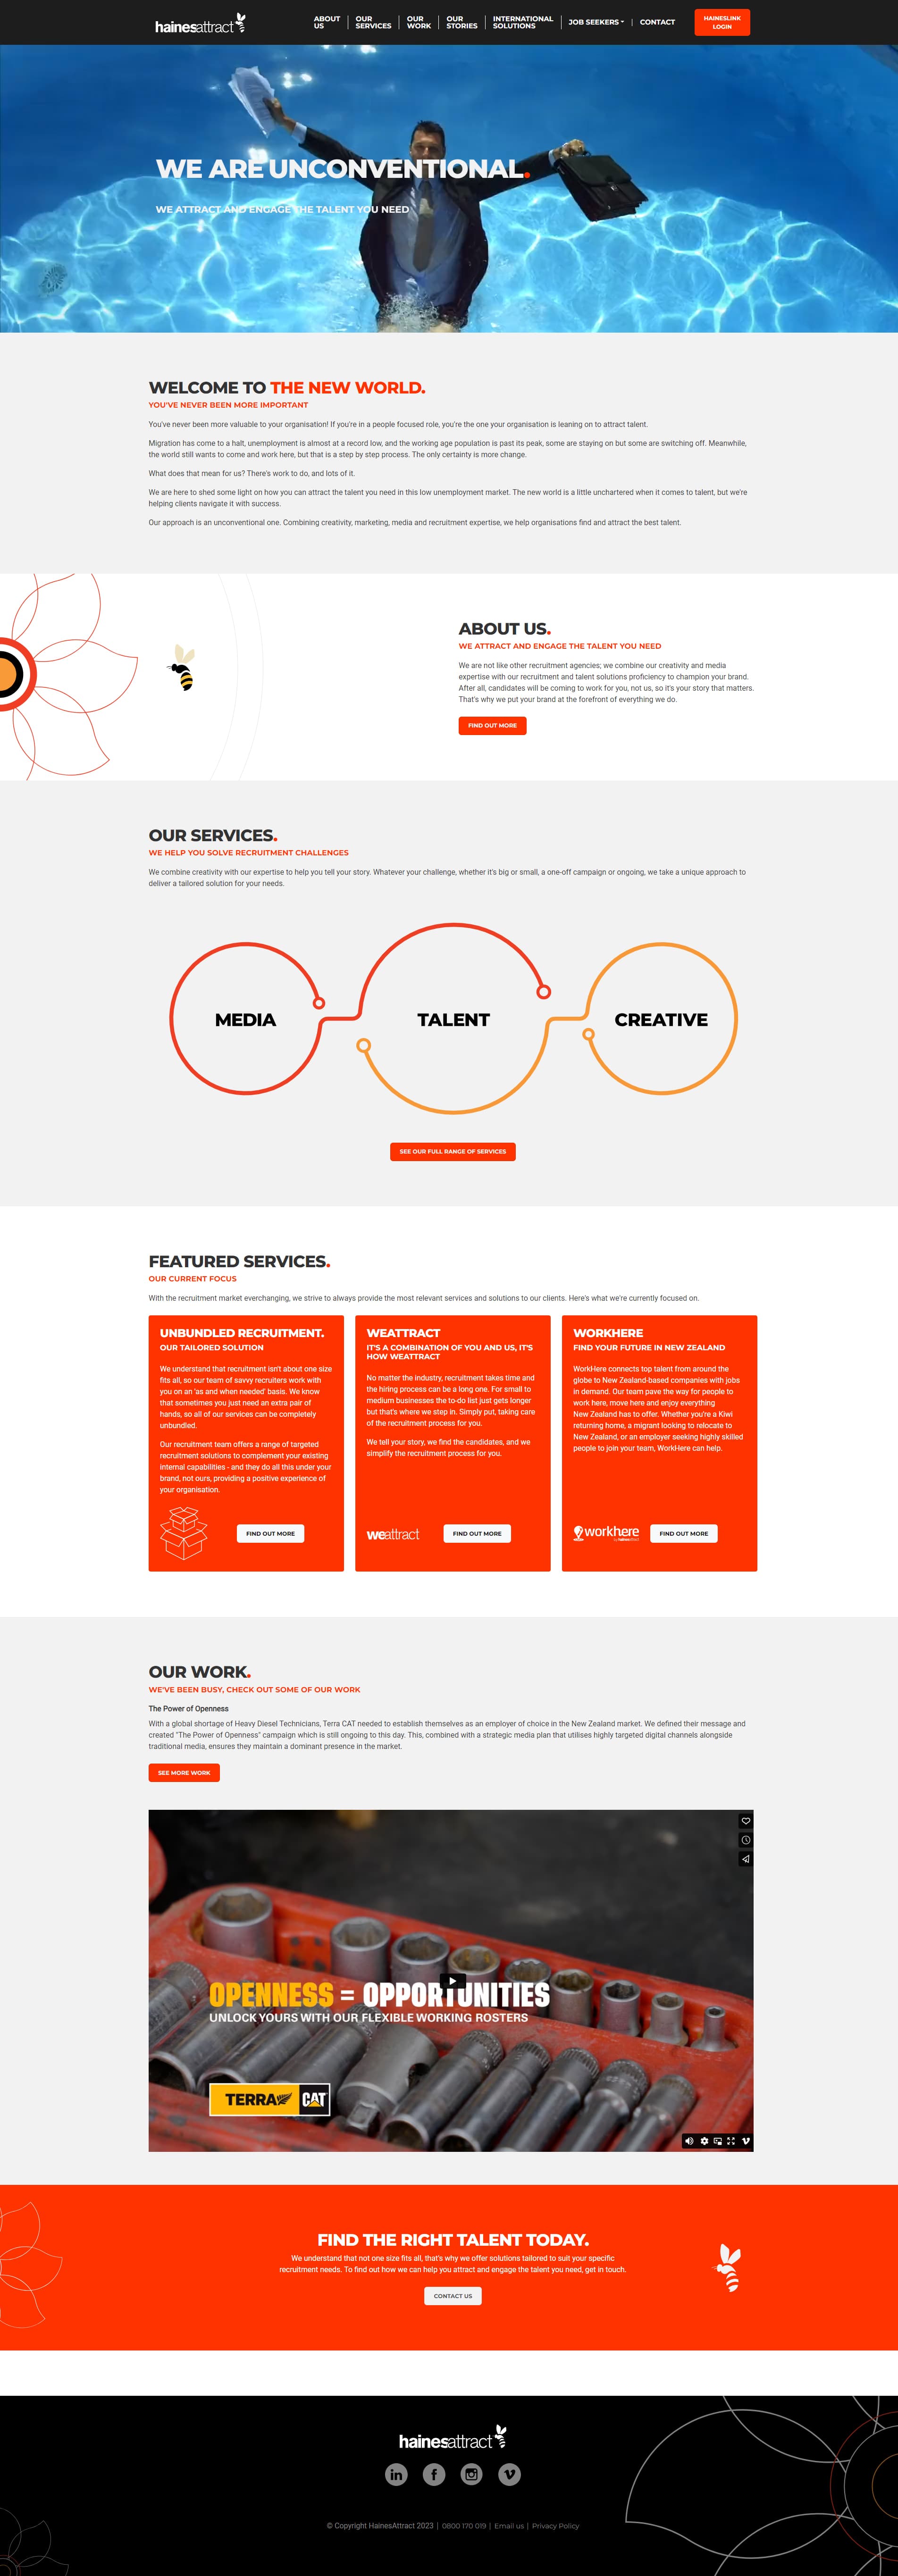 hainesattract
ABOUT US
OUR SERVICES
OUR WORK
OUR STORIES
INTERNATIONAL SOLUTIONS
JOB SEEKERS
CONTACT
HAINESLINK LOGIN
WE ARE UNCONVENTIONAL.
WE ATTRACT AND ENGAGE THE TALENT YOU NEED
WELCOME TO THE NEW WORLD.
YOU'VE NEVER BEEN MORE IMPORTANT
You've never been more valuable to your organisation! If you're in a people focused role, you're the one your organisation is leaning on to attract talent.
Migration has come to a halt, unemployment is almost at a record low, and the working age population is past its peak, some are staying on but some are switching off. Meanwhile,
the world still wants to come and work here, but that is a step by step process. The only certainty is more change.
What does that mean for us? There's work to do, and lots of it.
We are here to shed some light on how you can attract the talent you need in this low unemployment market. The new world is a little unchartered when it comes to talent, but we're
helping clients navigate it with success.
Our approach is an unconventional one. Combining creativity, marketing, media and recruitment expertise, we help organisations find and attract the best talent.
ABOUT US.
WE ATTRACT AND ENGAGE THE TALENT YOU NEED
We are not like other recruitment agencies; we combine our creativity and media
expertise with our recruitment and talent solutions proficiency to champion your brand.
After all, candidates will be coming to work for you, not us, so it's your story that matters.
That's why we put your brand at the forefront of everything we do.
FIND OUT MORE
OUR SERVICES.
WE HELP YOU SOLVE RECRUITMENT CHALLENGES
We combine creativity with our expertise to help you tell your story. Whatever your challenge, whether it's big or small, a one-off campaign or ongoing, we take a unique approach to
deliver a tailored solution for your needs.
MEDIA
TALENT
CREATIVE
SEE OUR FULL RANGE OF SERVICES
FEATURED SERVICES.
OUR CURRENT FOCUS
With the recruitment market everchanging, we strive to always provide the most relevant services and solutions to our clients. Here's what we're currently focused on.
UNBUNDLED RECRUITMENT.
OUR TAILORED SOLUTION
We understand that recruitment isn't about one size
fits all, so our team of savvy recruiters work with
you on an 'as and when needed' basis. We know
that sometimes you just need an extra pair of
hands, so all of our services can be completely
unbundled.
Our recruitment team offers a range of targeted
recruitment solutions to complement your existing
internal capabilities - and they do all this under your
brand, not ours, providing a positive experience of
your organisation.
FIND OUT MORE
WEATTRACT
IT'S A COMBINATION OF YOU AND US, IT'S
HOW WEATTRACT
No matter the industry, recruitment takes time and
the hiring process can be a long one. For small to
medium businesses the to-do list just gets longer
but that's where we step in. Simply put, taking care
of the recruitment process for you.
We tell your story, we find the candidates, and we
simplify the recruitment process for you.
weattract
FIND OUT MORE
WORKHERE
FIND YOUR FUTURE IN NEW ZEALAND
WorkHere connects top talent from around the
globe to New Zealand-based companies with jobs
in demand. Our team pave the way for people to
work here, move here and enjoy everything
New Zealand has to offer. Whether you're a Kiwi
returning home, a migrant looking to relocate to
New Zealand, or an employer seeking highly skilled
people to join your team, WorkHere can help.
workhere
by hainesattract
FIND OUT MORE
OUR WORK.
WE'VE BEEN BUSY, CHECK OUT SOME OF OUR WORK
The Power of Openness
With a global shortage of Heavy Diesel Technicians, Terra CAT needed to establish themselves as an employer of choice in the New Zealand market. We defined their message and
created "The Power of Openness" campaign which is still ongoing to this day. This, combined with a strategic media plan that utilises highly targeted digital channels alongside
traditional media, ensures they maintain a dominant presence in the market.
SEE MORE WORK
OPENNESS = OPPORTUNITIES
UNLOCK YOURS WITH OUR FLEXIBLE WORKING ROSTERS
TERRA CAT
FIND THE RIGHT TALENT TODAY.
We understand that not one size fits all, that's why we offer solutions tailored to suit your specific
recruitment needs. To find out how we can help you attract and engage the talent you need, get in touch.
CONTACT US
hainesattract
© Copyright HainesAttract 2023 | 0800 170 019 | Email us | Privacy Policy